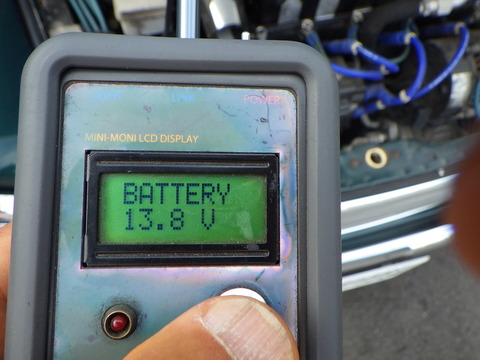 POWER
MINI-MONI LCD DISPLAY
BATTERY
13.8 V